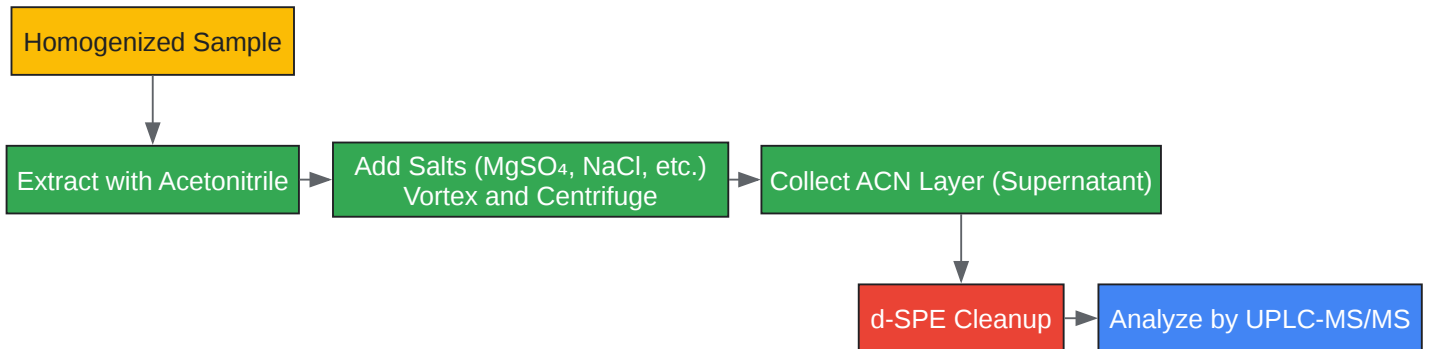 Homogenized Sample
Extract with Acetonitrile
Add Salts (MgSO₄, NaCl, etc.)
Vortex and Centrifuge
Collect ACN Layer (Supernatant)
d-SPE Cleanup
Analyze by UPLC-MS/MS